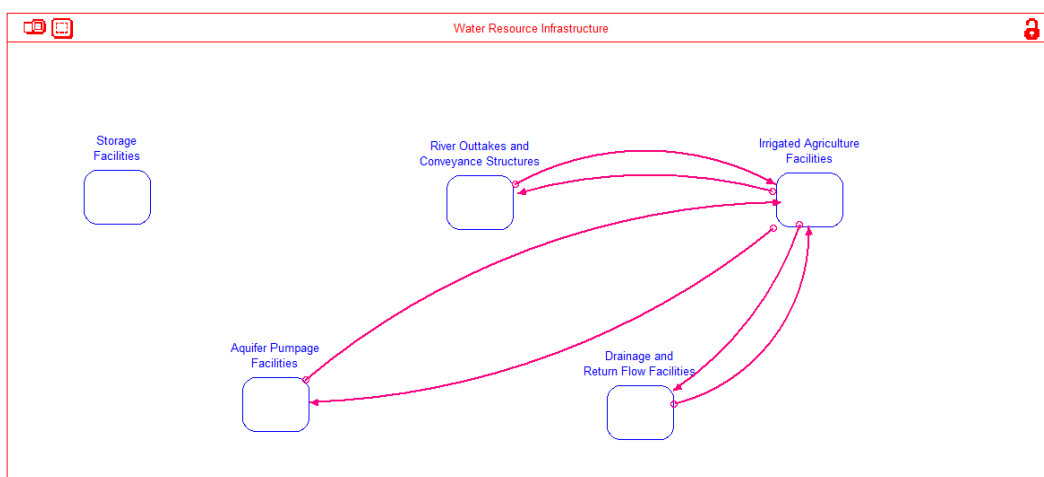 Water Resource Infrastructure
Storage
Facilities
River Outtakes and
Conveyance Structures
Irrigated Agriculture
Facilities
Aquifer Pumpage
Facilities
Drainage and
Return Flow Facilities